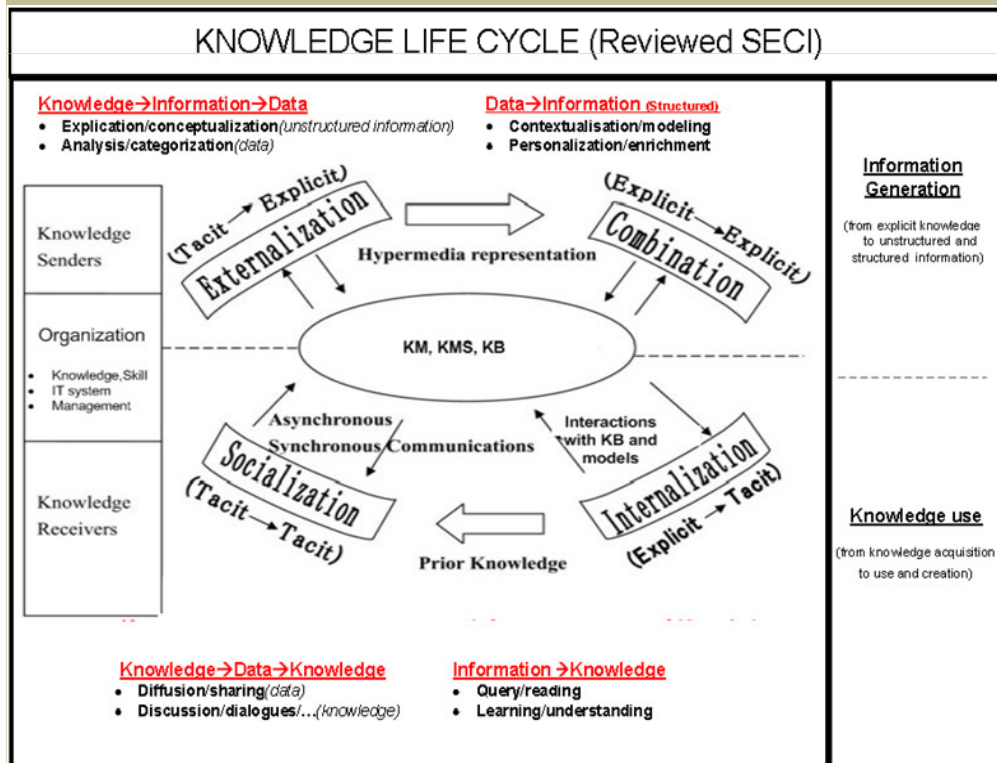 KNOWLEDGE LIFE CYCLE (Reviewed SECI)
Knowledge→Information→Data
• Explication/conceptualization(unstructured information)
• Analysis/categorization(data)
Data→Information (Structured)
• Contextualisation/modeling
• Personalization/enrichment
Information
Generation
(from explicit knowledge
to unstructured and
structured information)
Knowledge
Senders
(Tacit → Explicit)
Externalization
Hypermedia representation
(Explicit → Explicit)
Combination
Organization
• Knowledge,Skill
• IT system
• Management
KM, KMS, KB
Asynchronous
Synchronous Communications
Interactions
with KB and
models
Knowledge
Receivers
Socialization
(Tacit → Tacit)
Prior Knowledge
Internalization
(Explicit → Tacit)
Knowledge use
(from knowledge acquisition
to use and creation)
Knowledge→Data→Knowledge
• Diffusion/sharing(data)
• Discussion/dialogues/...(knowledge)
Information →Knowledge
• Query/reading
• Learning/understanding